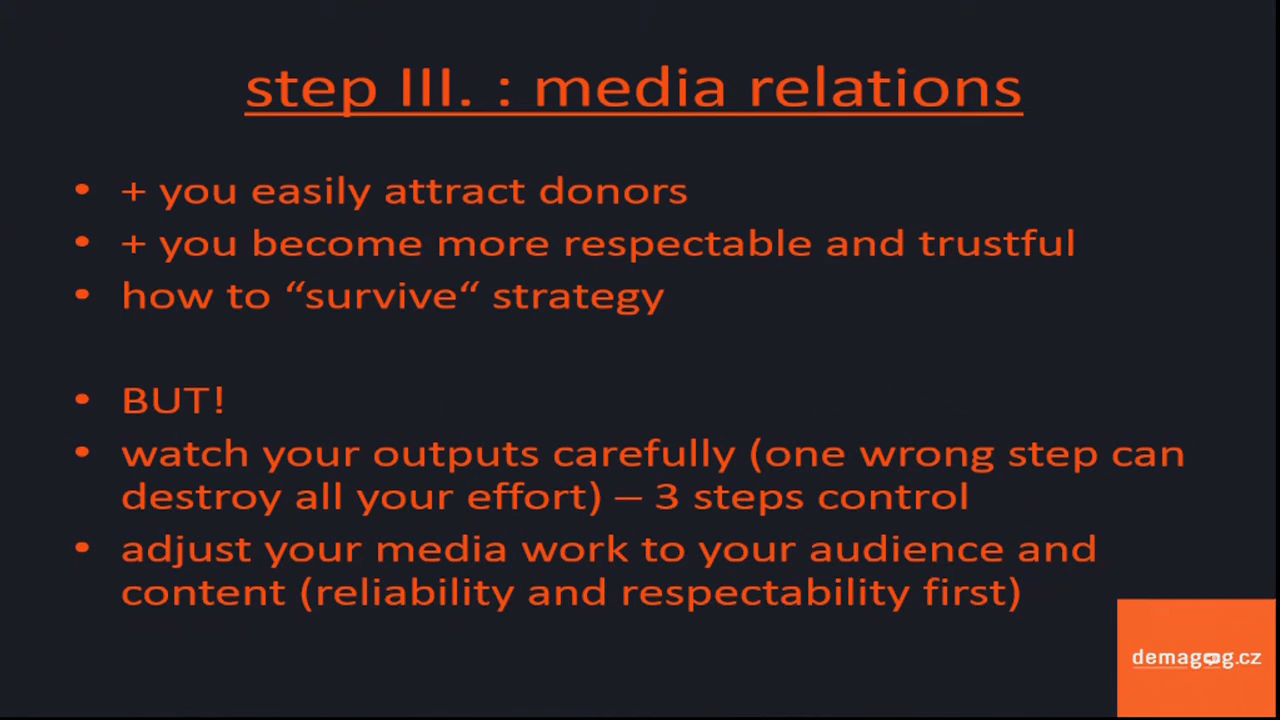 step III. : media relations
• + you easily attract donors
• + you become more respectable and trustful
• how to “survive“ strategy
• BUT!
• watch your outputs carefully (one wrong step can
destroy all your effort) – 3 steps control
• adjust your media work to your audience and
content (reliability and respectability first)
demagog.cz